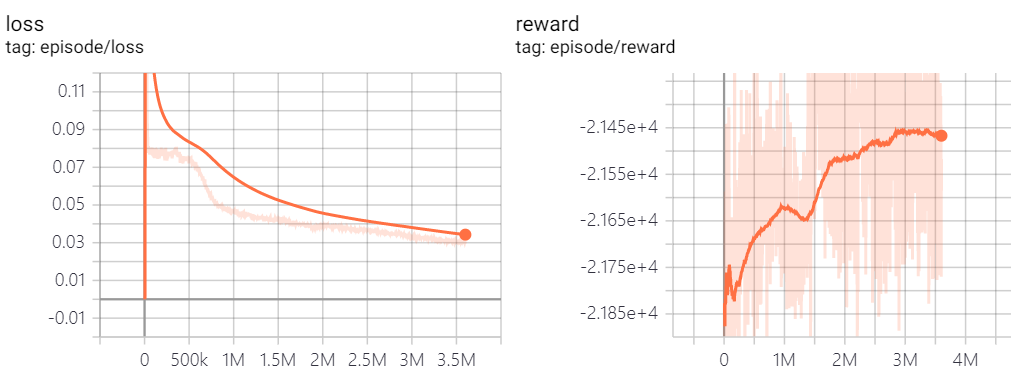 loss
tag: episode/loss
0.11
0.09
0.07
0.05
0.03
0.01
-0.01
0 500k 1M 1.5M 2M 2.5M 3M 3.5M
reward
tag: episode/reward
-2.145e+4
-2.155e+4
-2.165e+4
-2.175e+4
-2.185e+4
0 1M 2M 3M 4M